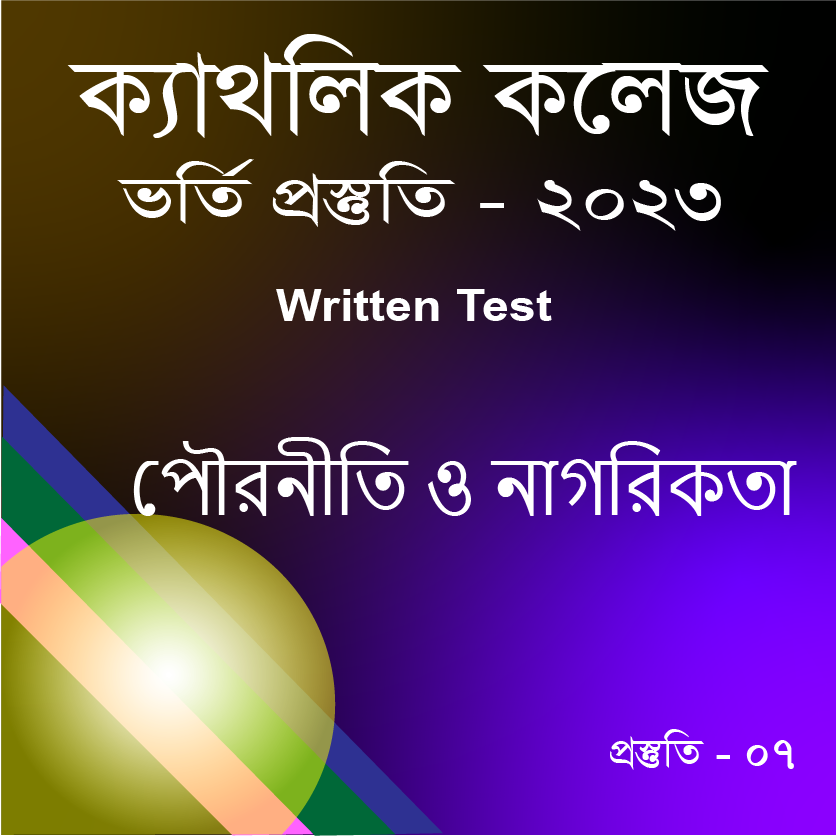 ক্যাথলিক কলেজ
ভর্তি প্রস্তুতি - ২০২৩
Written Test
পৌরনীতি ও নাগরিকতা
প্রস্তুতি - ০৭